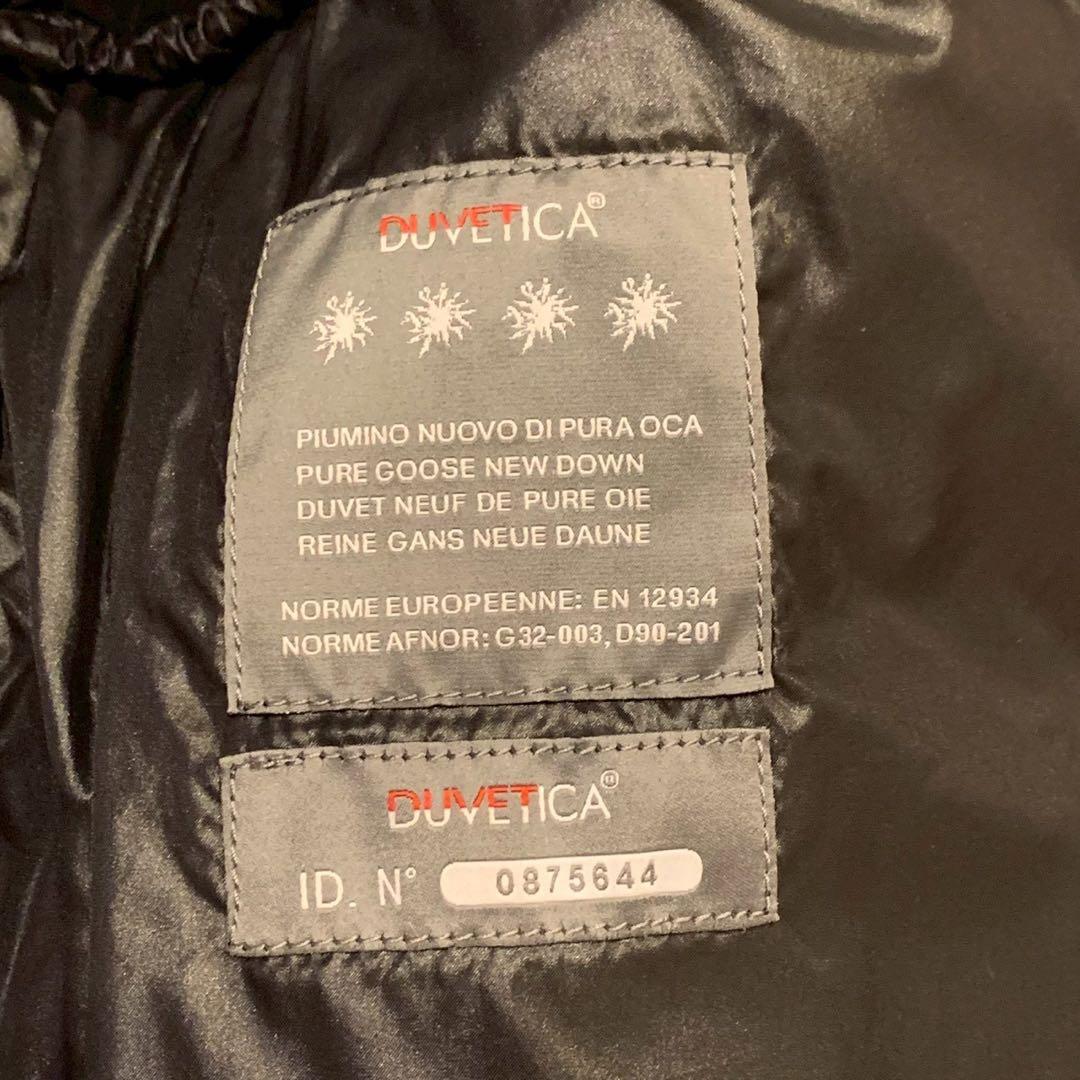 DUVETICA®
PIUMINO NUOVO DI PURA OCA
PURE GOOSE NEW DOWN
DUVET NEUF DE PURE OIE
REINE GANS NEUE DAUNE
NORME EUROPEENNE: EN 12934
NORME AFNOR: G32-003, D90-201
DUVETICA®
ID. N° 0875644